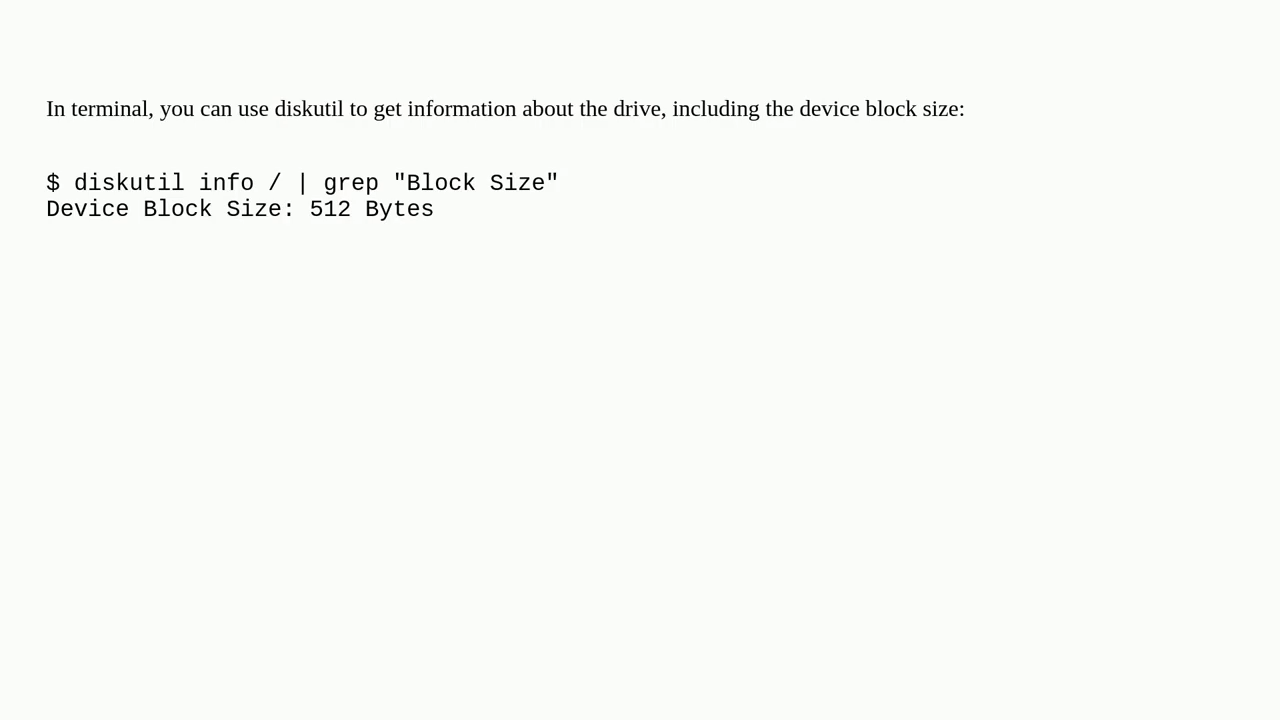 In terminal, you can use diskutil to get information about the drive, including the device block size:
$ diskutil info / | grep "Block Size"
Device Block Size: 512 Bytes